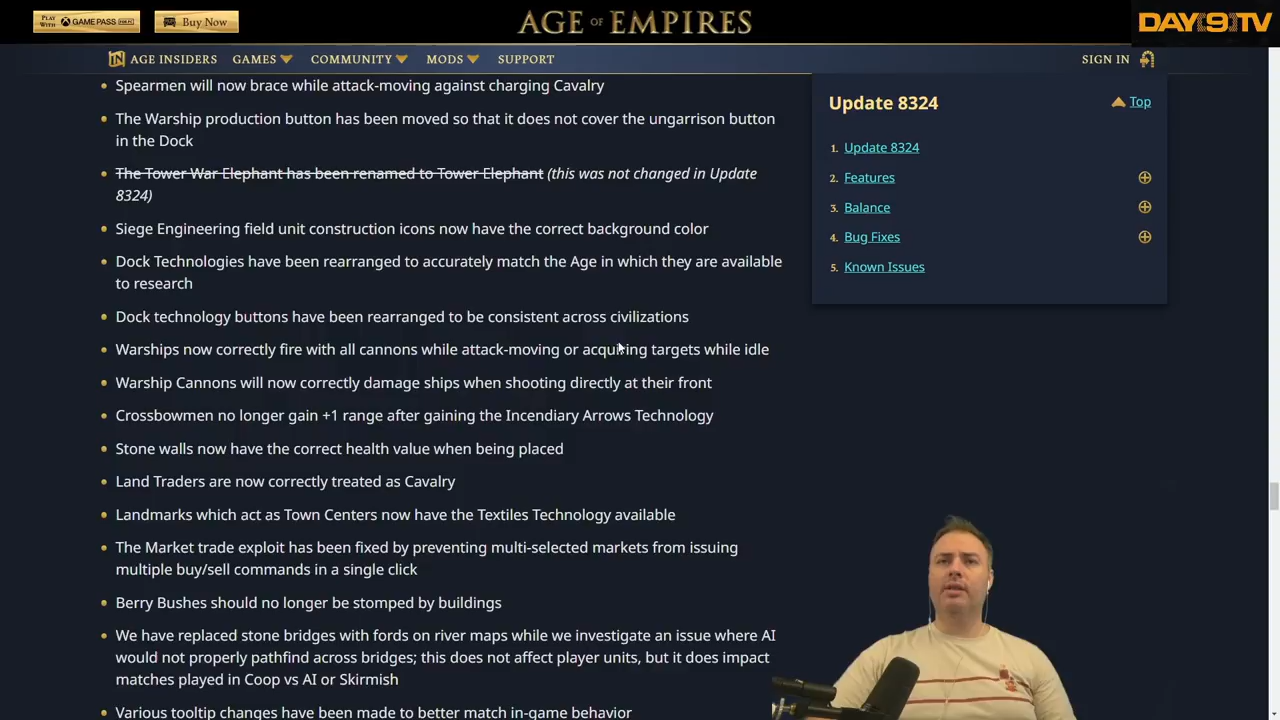 PLAY WITH XBOX GAME PASS FOR PC
Buy Now
AGE OF EMPIRES
DAY[9]TV
IN AGE INSIDERS GAMES COMMUNITY MODS SUPPORT
SIGN IN
Spearmen will now brace while attack-moving against charging Cavalry
The Warship production button has been moved so that it does not cover the ungarrison button
in the Dock
The Tower War Elephant has been renamed to Tower Elephant (this was not changed in Update
8324)
Siege Engineering field unit construction icons now have the correct background color
Dock Technologies have been rearranged to accurately match the Age in which they are available
to research
Dock technology buttons have been rearranged to be consistent across civilizations
Warships now correctly fire with all cannons while attack-moving or acquiring targets while idle
Warship Cannons will now correctly damage ships when shooting directly at their front
Crossbowmen no longer gain +1 range after gaining the Incendiary Arrows Technology
Stone walls now have the correct health value when being placed
Land Traders are now correctly treated as Cavalry
Landmarks which act as Town Centers now have the Textiles Technology available
The Market trade exploit has been fixed by preventing multi-selected markets from issuing
multiple buy/sell commands in a single click
Berry Bushes should no longer be stomped by buildings
We have replaced stone bridges with fords on river maps while we investigate an issue where AI
would not properly pathfind across bridges; this does not affect player units, but it does impact
matches played in Coop vs AI or Skirmish
Various tooltip changes have been made to better match in-game behavior
Update 8324
Top
1. Update 8324
2. Features
3. Balance
4. Bug Fixes
5. Known Issues